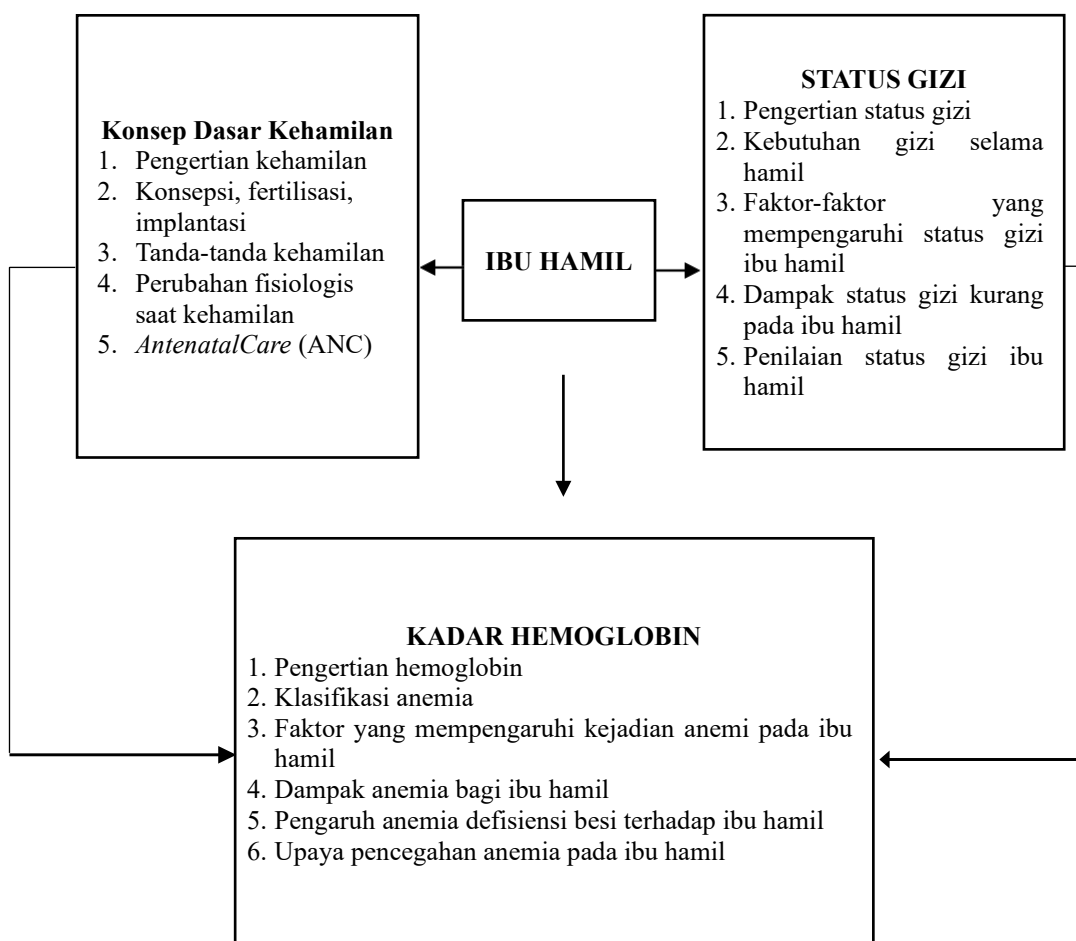 Konsep Dasar Kehamilan
1. Pengertian kehamilan
2. Konsepsi, fertilisasi,
implantasi
3. Tanda-tanda kehamilan
4. Perubahan fisiologis
saat kehamilan
5. AntenatalCare (ANC)
IBU HAMIL
STATUS GIZI
1. Pengertian status gizi
2. Kebutuhan gizi selama
hamil
3. Faktor-faktor yang
mempengaruhi status gizi
ibu hamil
4. Dampak status gizi kurang
pada ibu hamil
5. Penilaian status gizi ibu
hamil
KADAR HEMOGLOBIN
1. Pengertian hemoglobin
2. Klasifikasi anemia
3. Faktor yang mempengaruhi kejadian anemi pada ibu
hamil
4. Dampak anemia bagi ibu hamil
5. Pengaruh anemia defisiensi besi terhadap ibu hamil
6. Upaya pencegahan anemia pada ibu hamil